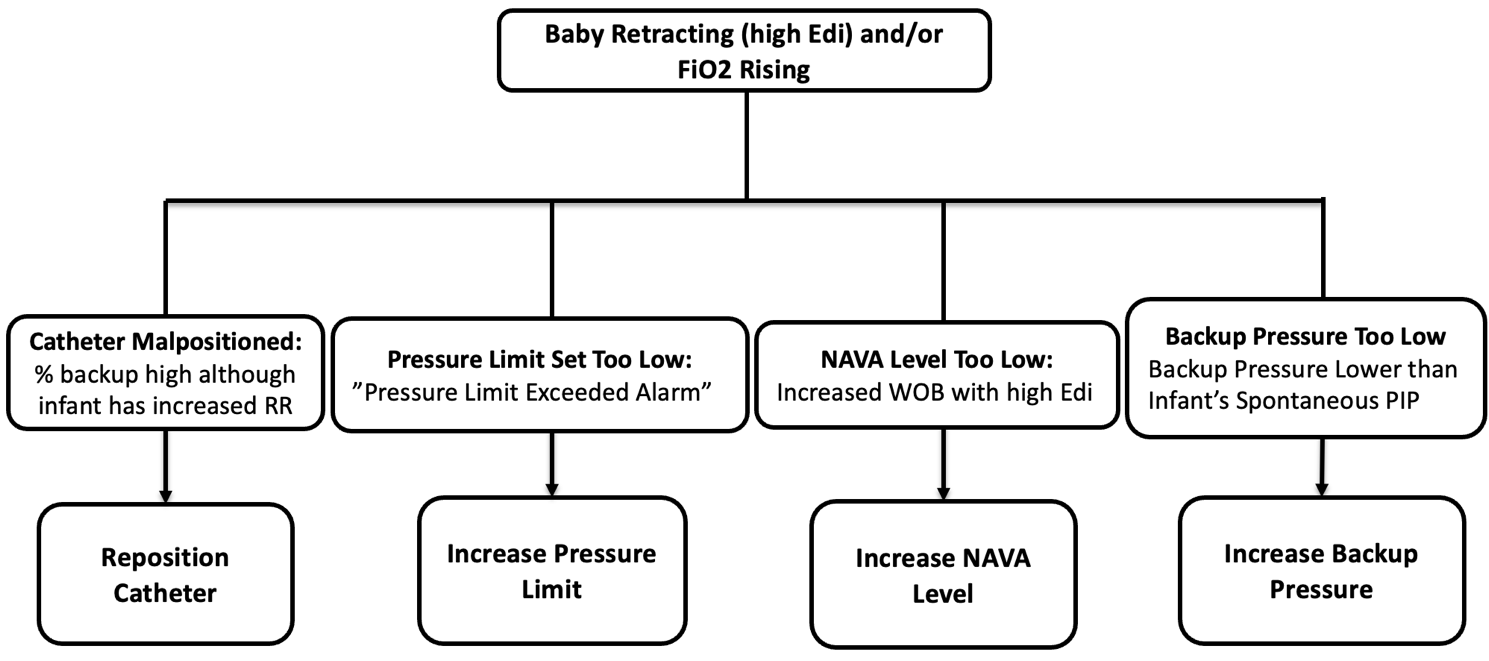 Baby Retracting (high Edi) and/or
FiO2 Rising
Catheter Malpositioned:
% backup high although
infant has increased RR
Pressure Limit Set Too Low:
”Pressure Limit Exceeded Alarm”
NAVA Level Too Low:
Increased WOB with high Edi
Backup Pressure Too Low
Backup Pressure Lower than
Infant’s Spontaneous PIP
Reposition
Catheter
Increase Pressure
Limit
Increase NAVA
Level
Increase Backup
Pressure